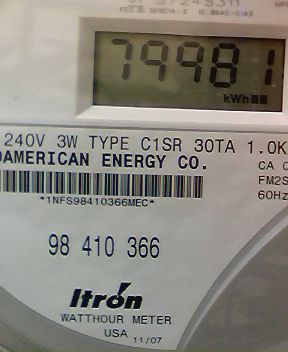 79981
kWh
240V 3W TYPE C1SR 30TA 1.0K
DAMERICAN ENERGY CO.
CA
*1NFS98410366MEC*
FM2S
60Hz
98 410 366
Itron
WATTHOUR METER
USA 11/07